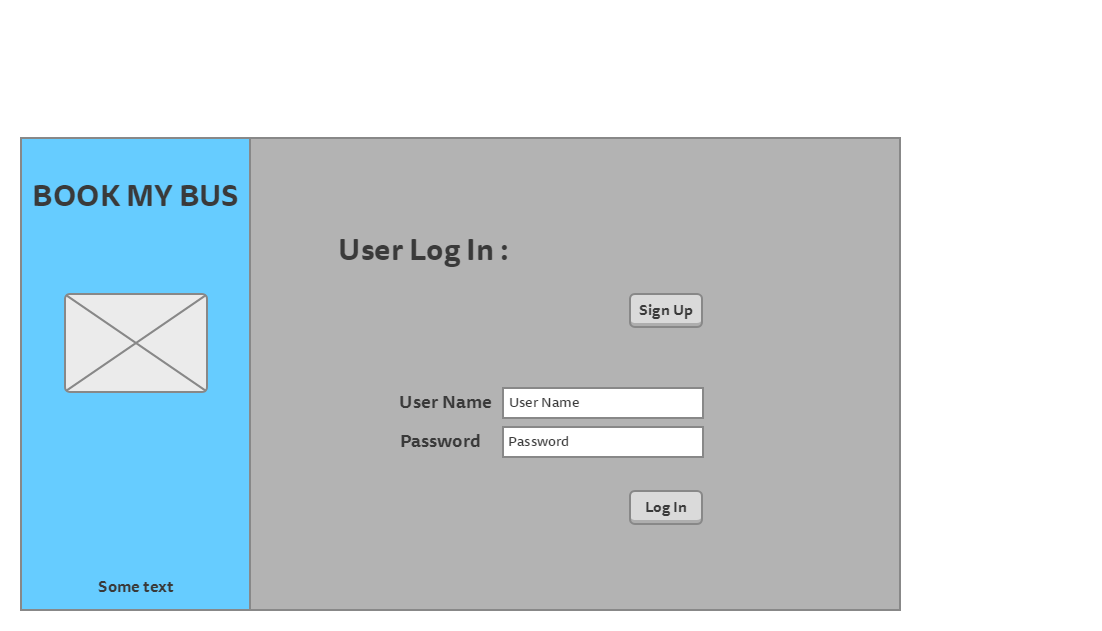 BOOK MY BUS
User Log In :
Sign Up
User Name User Name
Password Password
Log In
Some text